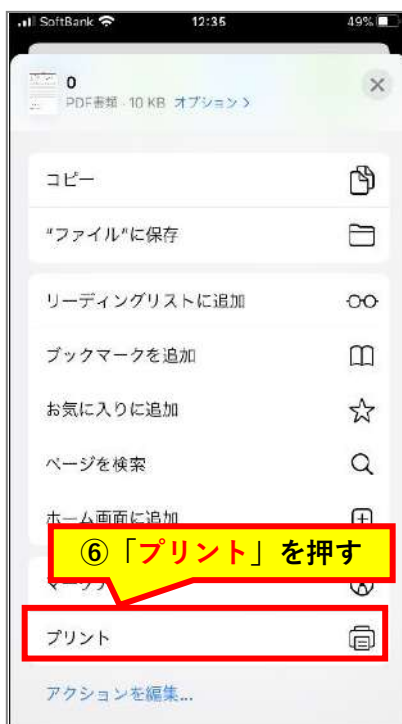 SoftBank 12:35 49%
0
PDF書類・10 KB オプション >
コピー
"ファイル"に保存
リーディングリストに追加
ブックマークを追加
お気に入りに追加
ページを検索
ホーム画面に追加
⑥「プリント」を押す
プリント
アクションを編集...